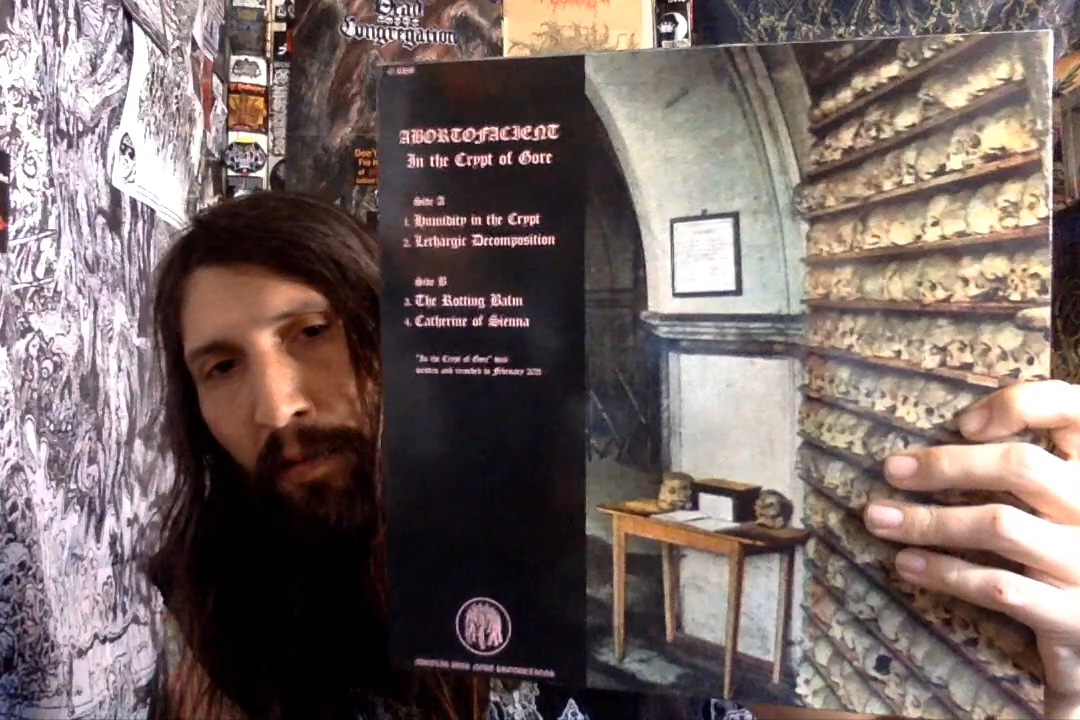 Dead
Congregation
ABORTOFACIENT
In the Crypt of Gore
Side A
1. Humidity in the Crypt
2. Lethargic Decomposition
Side B
3. The Rotting Balm
4. Catherine of Sienna
"In the Crypt of Gore" was
written and recorded in February 2021
Don't